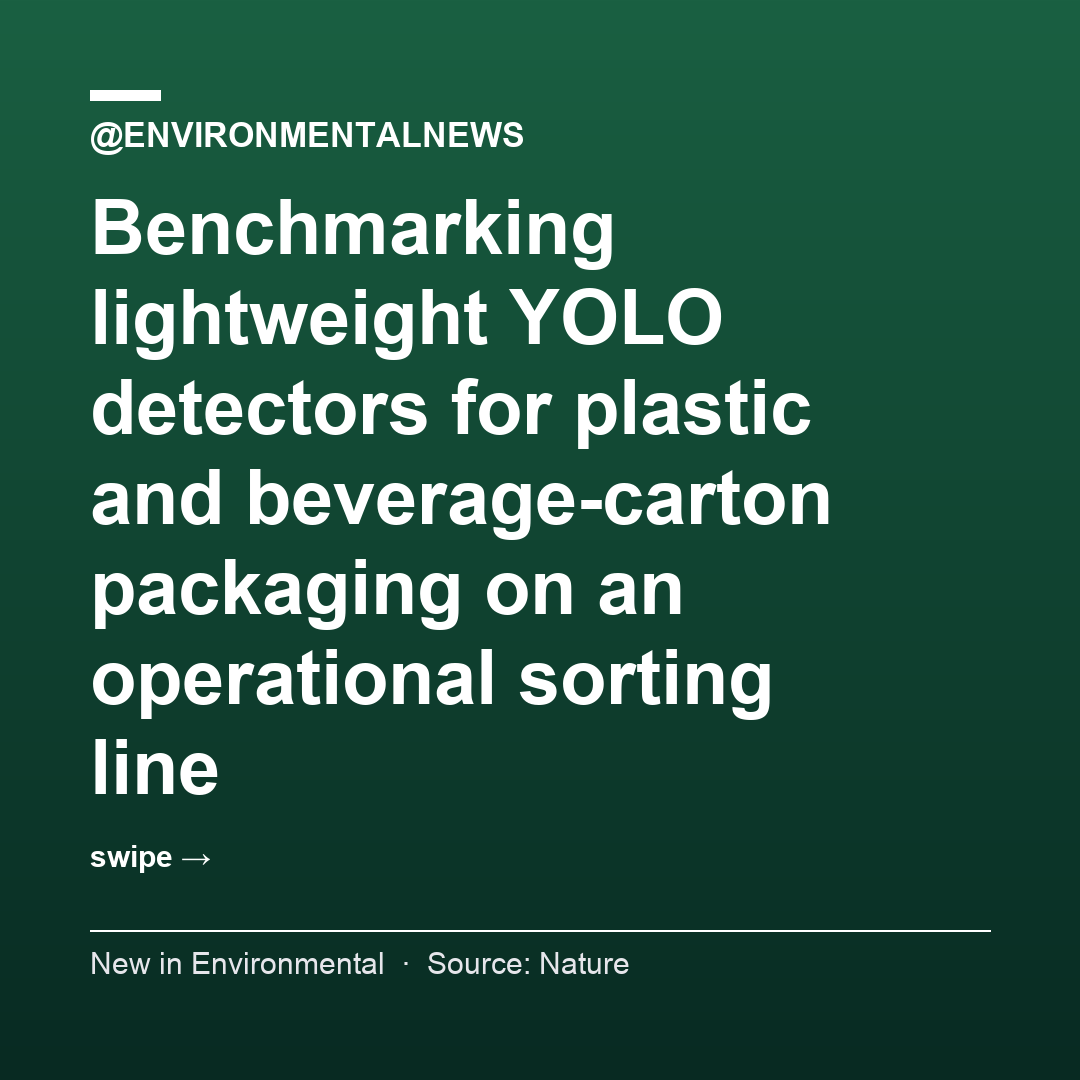 @ENVIRONMENTALNEWS
Benchmarking
lightweight YOLO
detectors for plastic
and beverage-carton
packaging on an
operational sorting
line
swipe →
New in Environmental · Source: Nature